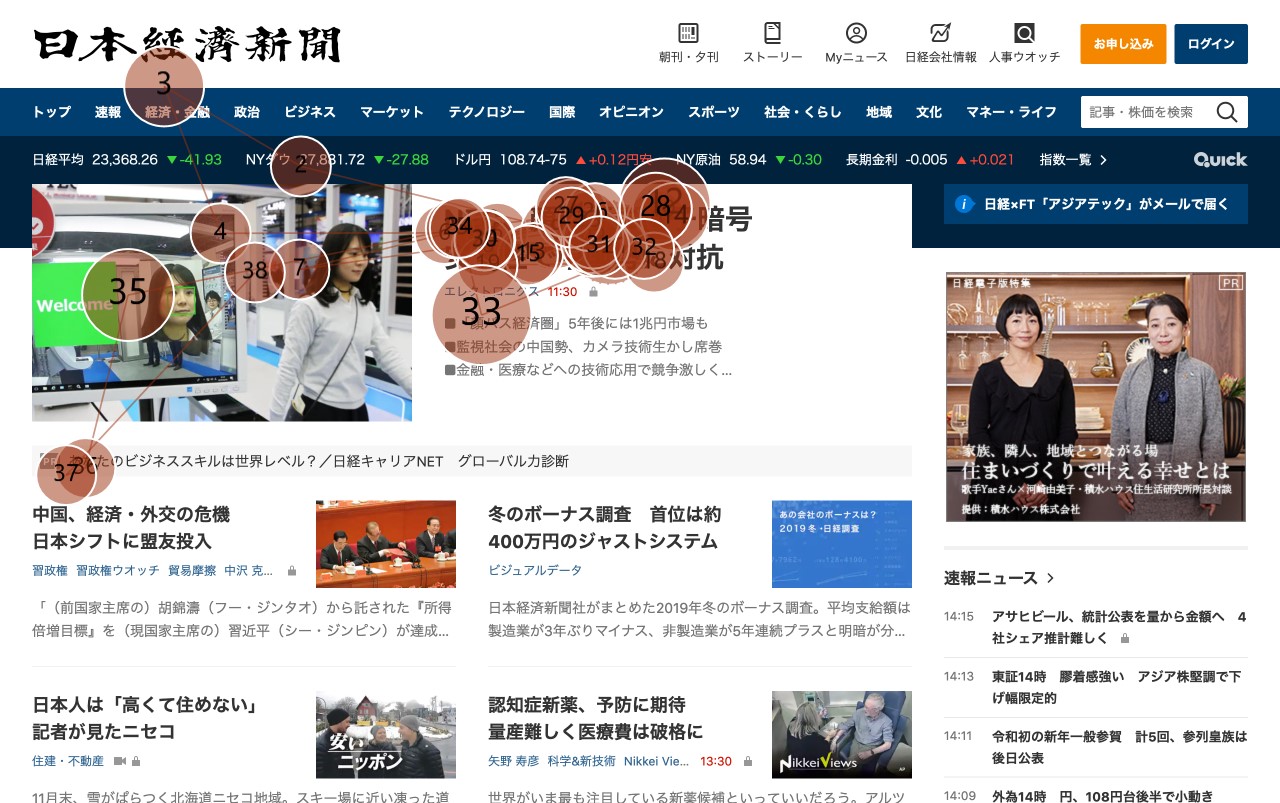 日本経済新聞
朝刊・夕刊
ストーリー
Myニュース
日経会社情報
人事ウオッチ
お申し込み
ログイン
トップ 速報 経済・金融 政治 ビジネス マーケット テクノロジー 国際 オピニオン スポーツ 社会・くらし 地域 文化 マネー・ライフ
記事・株価を検索
日経平均 23,368.26 ▼-41.93 NYダウ 27,881.72 ▼-27.88 ドル円 108.74-75 ▲+0.12円安 NY原油 58.94 ▼-0.30 長期金利 -0.005 ▲+0.021 指数一覧
QUICK
日経×FT「アジアテック」がメールで届く
3
2
4
38
7
35
Welcome
34
15
29
28
31
32
33
37
暗号
対抗
エレクトロニクス 11:30
■「顔パス経済圏」5年後には1兆円市場も
■監視社会の中国勢、カメラ技術生かし席巻
■金融・医療などへの技術応用で競争激しく...
PR
あなたのビジネススキルは世界レベル？／日経キャリアNET グローバル力診断
中国、経済・外交の危機
日本シフトに盟友投入
習政権 習政権ウオッチ 貿易摩擦 中沢 克...
「（前国家主席の）胡錦濤（フー・ジンタオ）から託された『所得
倍増目標』を（現国家主席の）習近平（シー・ジンピン）が達成...
冬のボーナス調査 首位は約
400万円のジャストシステム
ビジュアルデータ
あの会社のボーナスは？
2019 冬・日経調査
日本経済新聞社がまとめた2019年冬のボーナス調査。平均支給額は
製造業が3年ぶりマイナス、非製造業が5年連続プラスと明暗が分...
日本人は「高くて住めない」
記者が見たニセコ
住建・不動産
安い
ニッポン
11月末、雪がぱらつく北海道ニセコ地域。スキー場に近い凍った道
認知症新薬、予防に期待
量産難しく医療費は破格に
矢野 寿彦 科学&新技術 Nikkei Vie... 13:30
Nikkei Views
世界がいま最も注目している新薬候補といっていいだろう。アルツ
日経電子版特集
PR
家族、隣人、地域とつながる場
住まいづくりで叶える幸せとは
歌手Yaeさん×河崎由美子・積水ハウス住生活研究所所長対談
提供：積水ハウス株式会社
速報ニュース
14:15 アサヒビール、統計公表を量から金額へ 4
社シェア推計難しく
14:13 東証14時 膠着感強い アジア株堅調で下
げ幅限定的
14:11 令和初の新年一般参賀 計5回、参列皇族は
後日公表
14:09 外為14時 円、108円台後半で小動き